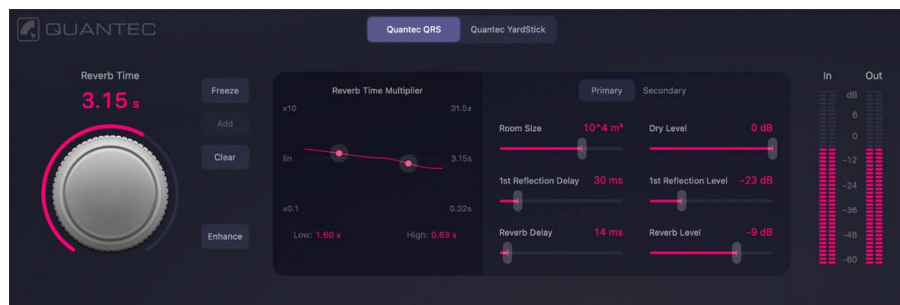 QUANTEC
Quantec QRS
Quantec YardStick
Reverb Time
3.15 s
Freeze
Add
Clear
Enhance
Reverb Time Multiplier
x10
31.5s
lin
3.15s
x0.1
0.32s
Low: 1.60 x
High: 0.63 x
Primary
Secondary
Room Size
10^4 m³
Dry Level
0 dB
1st Reflection Delay
30 ms
1st Reflection Level
-23 dB
Reverb Delay
14 ms
Reverb Level
-9 dB
In
Out
dB
6
0
-12
-24
-36
-48
-60